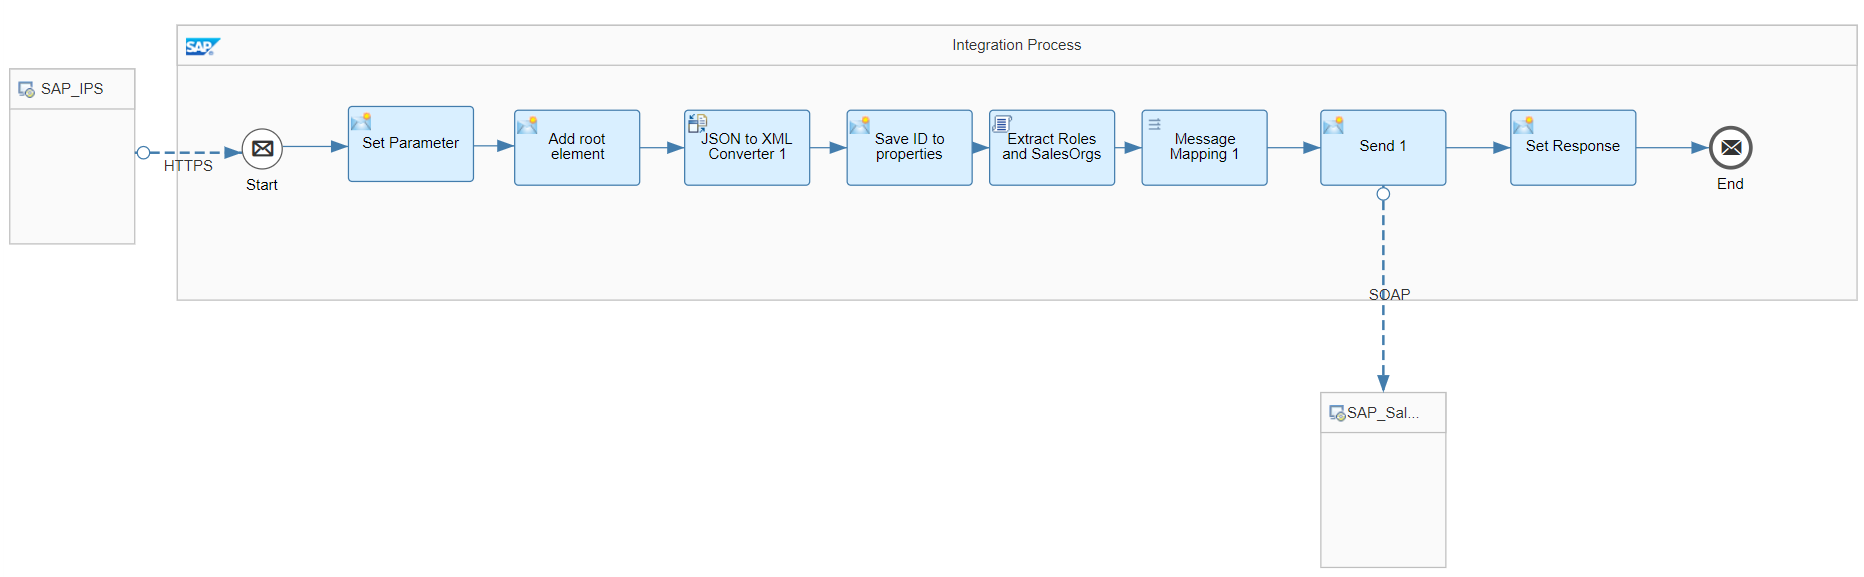 SAP
Integration Process
SAP_IPS
HTTPS
Start
Set Parameter
Add root
element
JSON to XML
Converter 1
Save ID to
properties
Extract Roles
and SalesOrgs
Message
Mapping 1
Send 1
Set Response
End
SOAP
SAP_Sal...